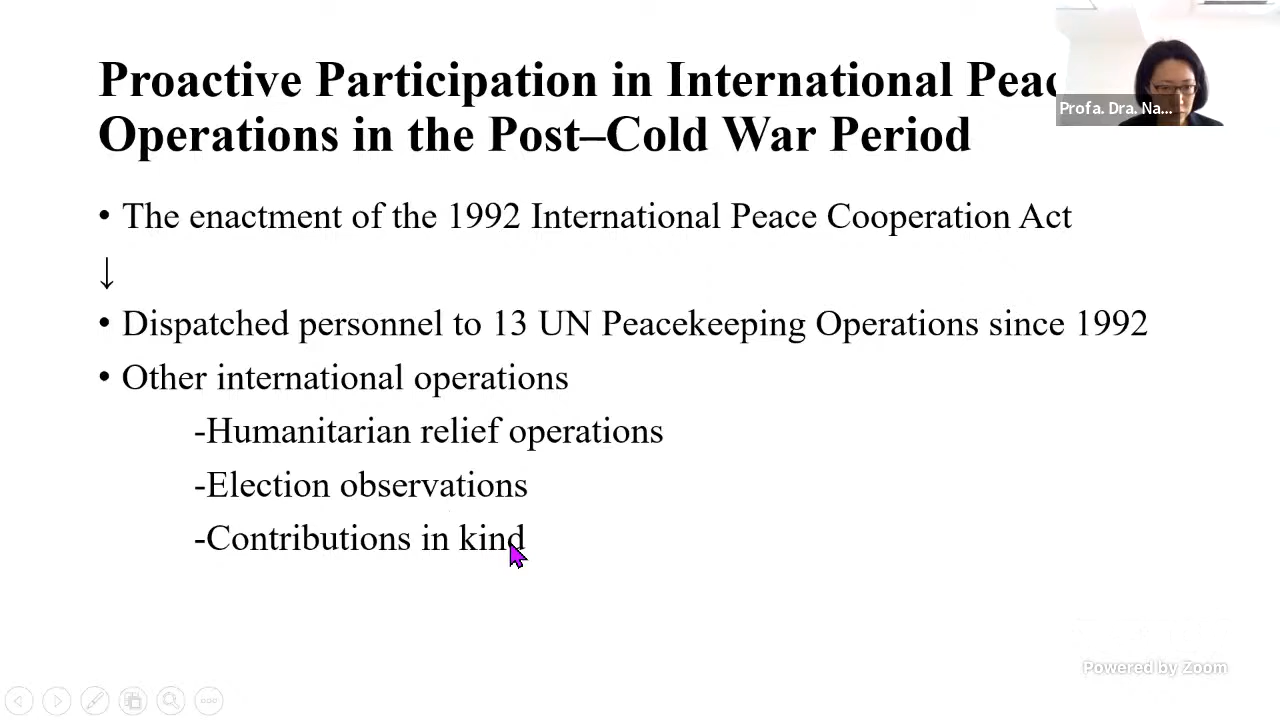 Proactive Participation in International Peac
Operations in the Post–Cold War Period
• The enactment of the 1992 International Peace Cooperation Act
↓
• Dispatched personnel to 13 UN Peacekeeping Operations since 1992
• Other international operations
-Humanitarian relief operations
-Election observations
-Contributions in kind
Profa. Dra. Na...
Powered by Zoom